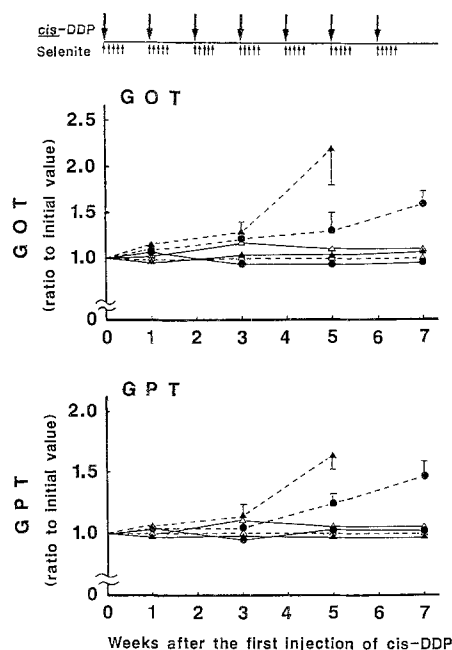 cis-DDP
Selenite
GOT
2.5
2.0
1.5
1.0
0
GOT
(ratio to initial value)
0 1 2 3 4 5 6 7
GPT
2.0
1.5
1.0
0
GPT
(ratio to initial value)
0 1 2 3 4 5 6 7
Weeks after the first injection of cis-DDP